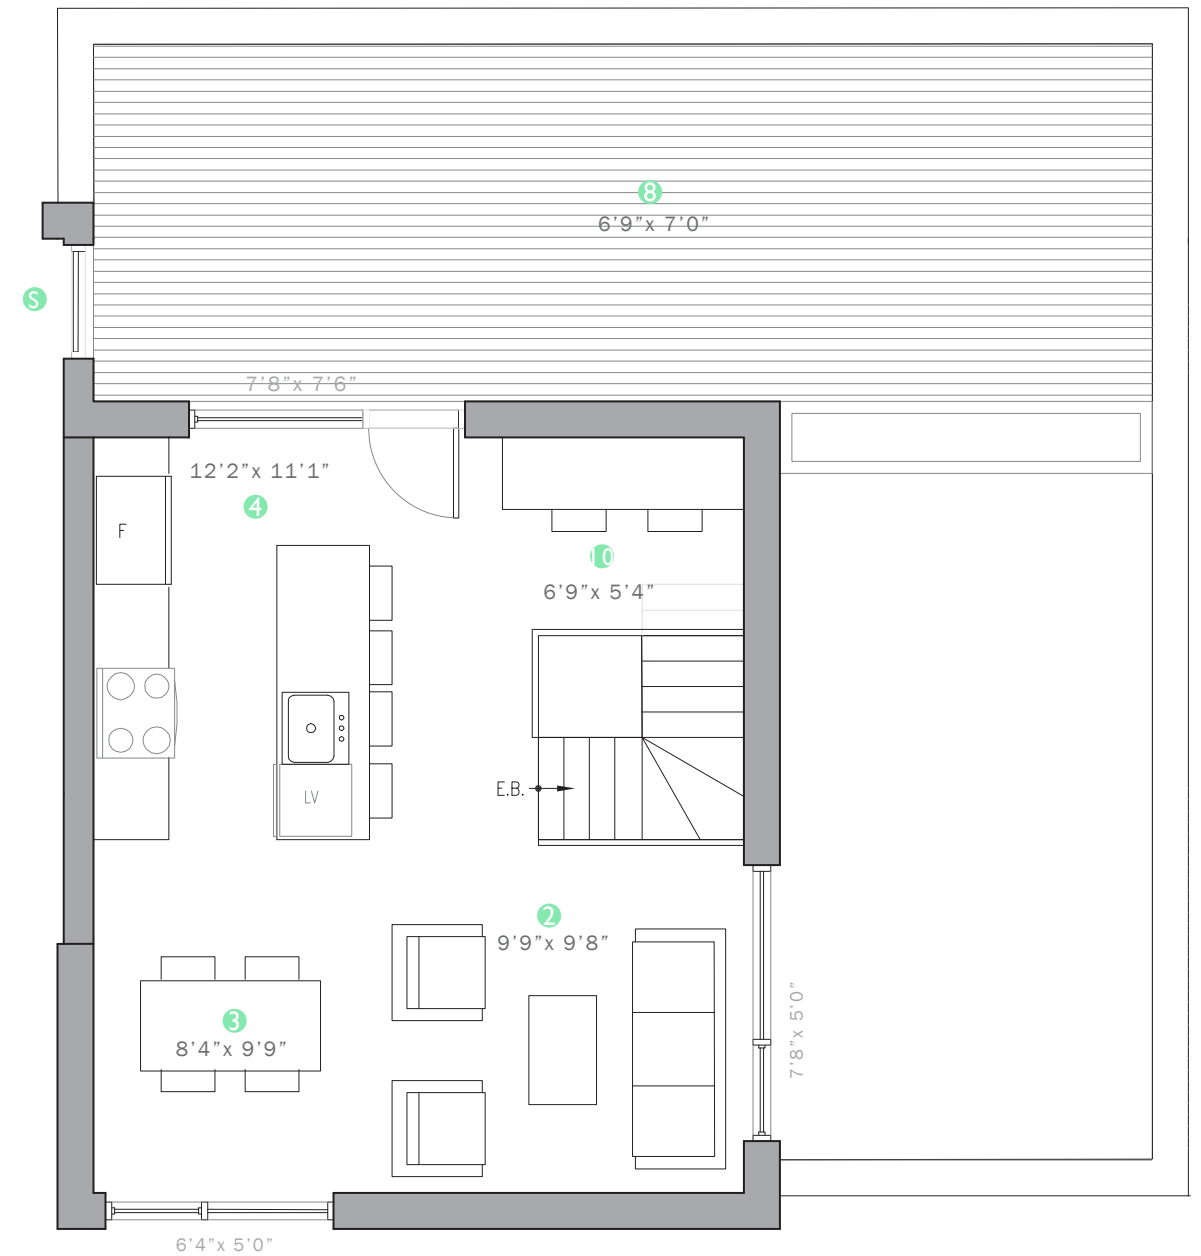 8
6’9”x 7’0”
S
7’8”x 7’6”
12’2”x 11’1”
4
F
10
6’9”x 5’4”
E.B.
LV
2
9’9”x 9’8”
3
8’4”x 9’9”
7’8”x 5’0”
6’4”x 5’0”